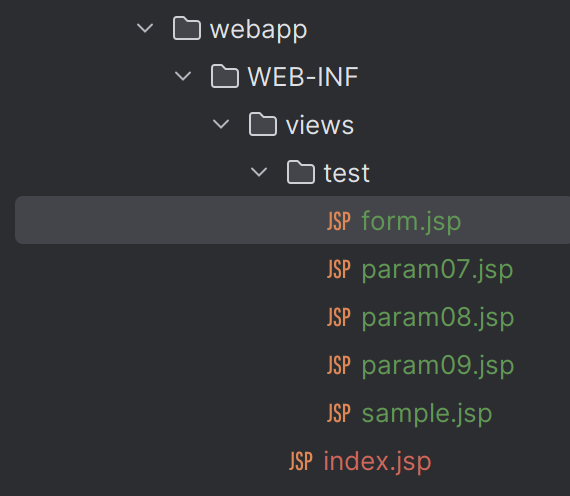 webapp
WEB-INF
views
test
JSP form.jsp
JSP param07.jsp
JSP param08.jsp
JSP param09.jsp
JSP sample.jsp
JSP index.jsp